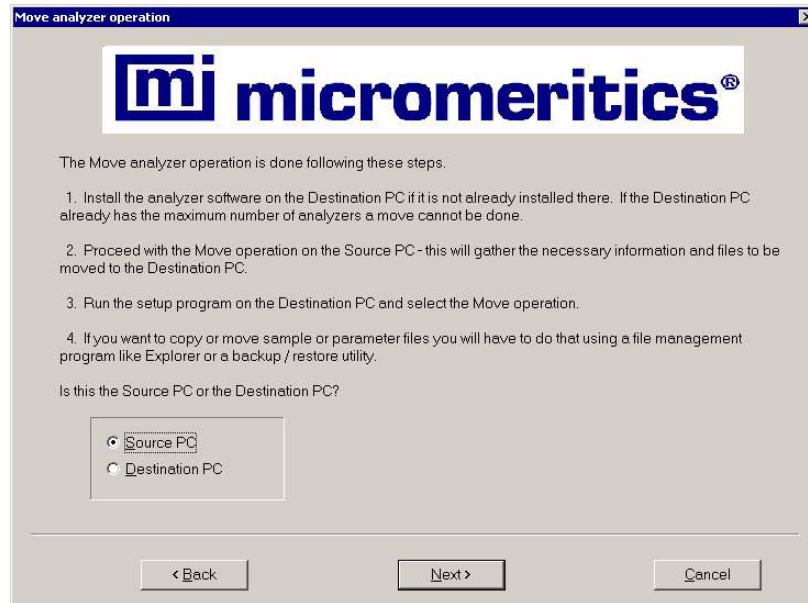 Move analyzer operation
mi micromeritics®
The Move analyzer operation is done following these steps.
1. Install the analyzer software on the Destination PC if it is not already installed there. If the Destination PC
already has the maximum number of analyzers a move cannot be done.
2. Proceed with the Move operation on the Source PC - this will gather the necessary information and files to be
moved to the Destination PC.
3. Run the setup program on the Destination PC and select the Move operation.
4. If you want to copy or move sample or parameter files you will have to do that using a file management
program like Explorer or a backup / restore utility.
Is this the Source PC or the Destination PC?
Source PC
Destination PC
< Back
Next >
Cancel